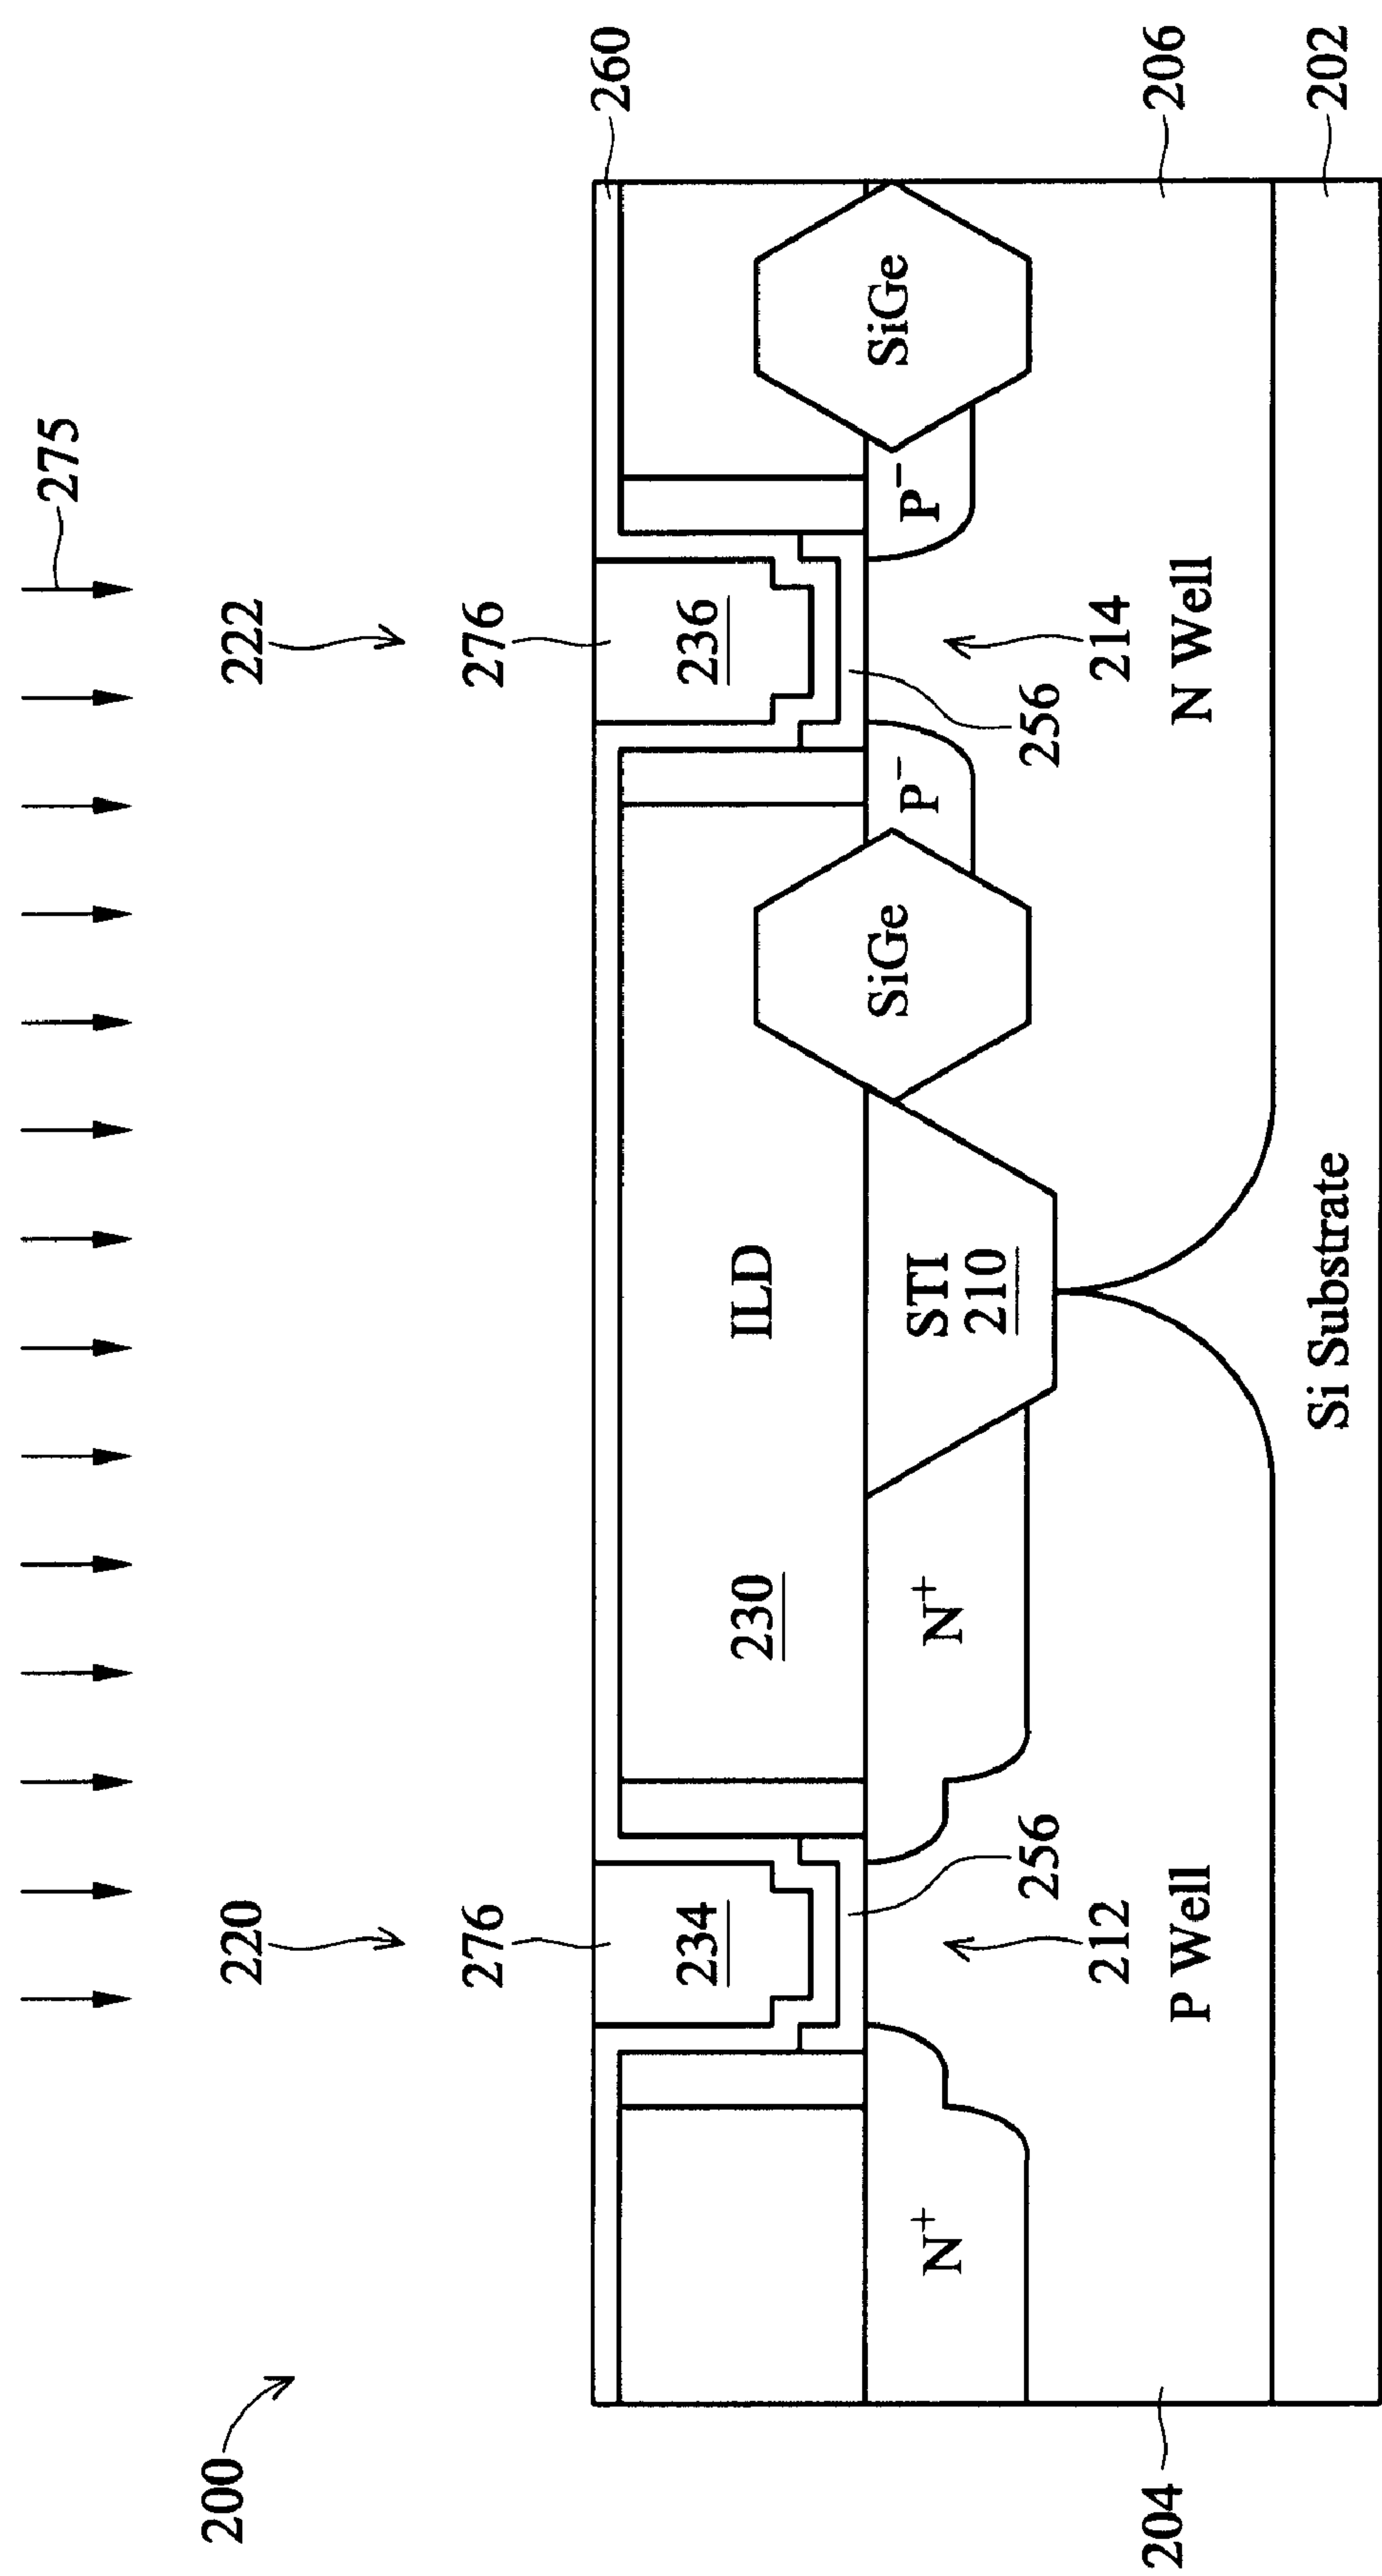 275
200
220
222
276
276
260
234
236
230
ILD
SiGe
SiGe
N+
N+
STI
210
P−
P−
256
256
212
214
P Well
N Well
204
206
Si Substrate
202